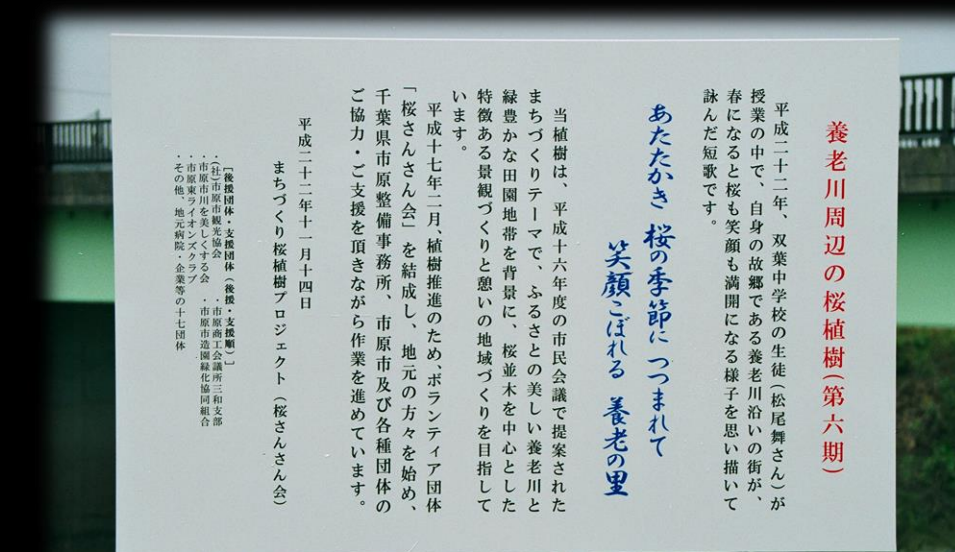 養老川周辺の桜植樹(第六期)
平成二十二年、双葉中学校の生徒(松尾舞さん)が
授業の中で、自身の故郷である養老川沿いの街が、
春になると桜も笑顔も満開になる様子を思い描いて
詠んだ短歌です。
あたたかき 桜の季節に つつまれて
笑顔こぼれる 養老の里
当植樹は、平成十六年度の市民会議で提案された
まちづくりテーマで、ふるさとの美しい養老川と
緑豊かな田園地帯を背景に、桜並木を中心とした
特徴ある景観づくりと憩いの地域づくりを目指して
います。
平成十七年二月、植樹推進のため、ボランティア団体
「桜さんさん会」を結成し、地元の方々を始め、
千葉県市原整備事務所、市原市及び各種団体の
ご協力・ご支援を頂きながら作業を進めています。
平成二十二年十一月十四日
まちづくり桜植樹プロジェクト(桜さんさん会)
[後援団体・支援団体(後援・支援順)]
・(社)市原市観光協会 ・市原商工会議所三和支部
・市原市川を美しくする会 ・市原市造園緑化協同組合
・市原東ライオンズクラブ
・その他、地元病院・企業等の十七団体